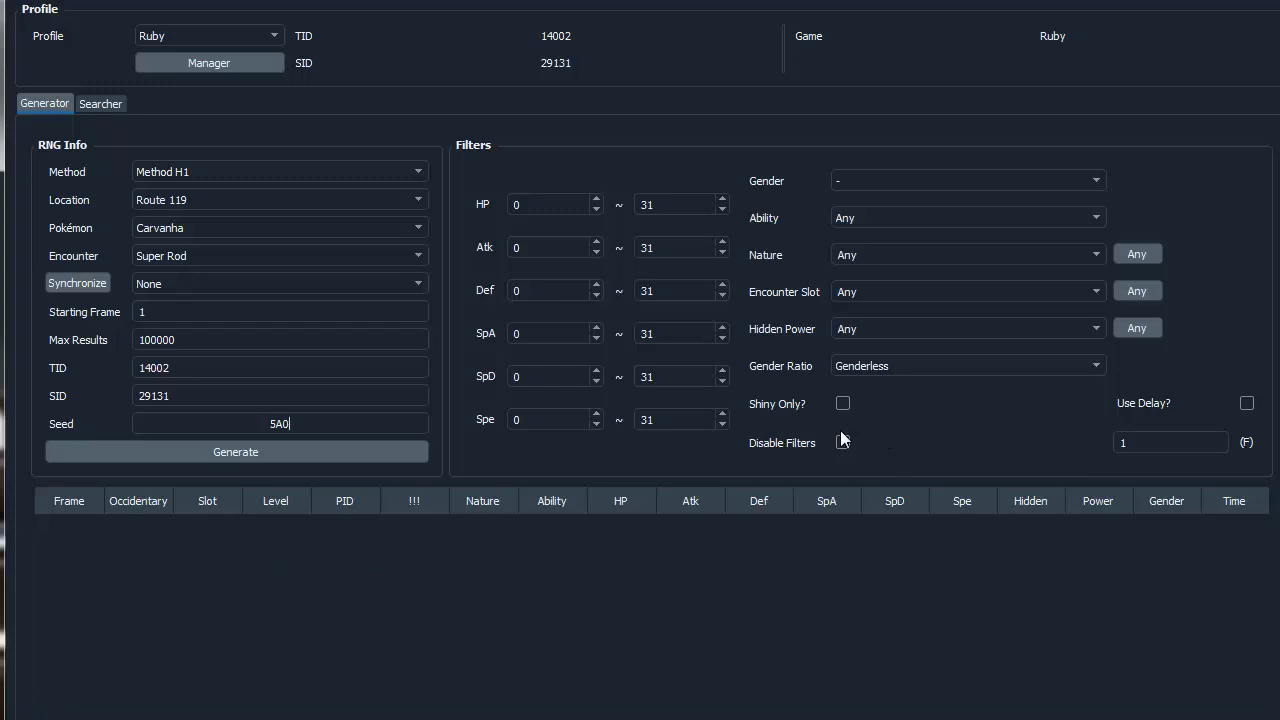 Profile
Profile Ruby TID 14002 Game Ruby
Manager SID 29131
Generator Searcher
RNG Info
Method Method H1
Location Route 119
Pokémon Carvanha
Encounter Super Rod
Synchronize None
Starting Frame 1
Max Results 100000
TID 14002
SID 29131
Seed 5A0
Generate
Filters
HP 0 ~ 31
Atk 0 ~ 31
Def 0 ~ 31
SpA 0 ~ 31
SpD 0 ~ 31
Spe 0 ~ 31
Gender -
Ability Any
Nature Any Any
Encounter Slot Any Any
Hidden Power Any Any
Gender Ratio Genderless
Shiny Only? Use Delay?
Disable Filters 1 (F)
Frame Occidentary Slot Level PID !!! Nature Ability HP Atk Def SpA SpD Spe Hidden Power Gender Time